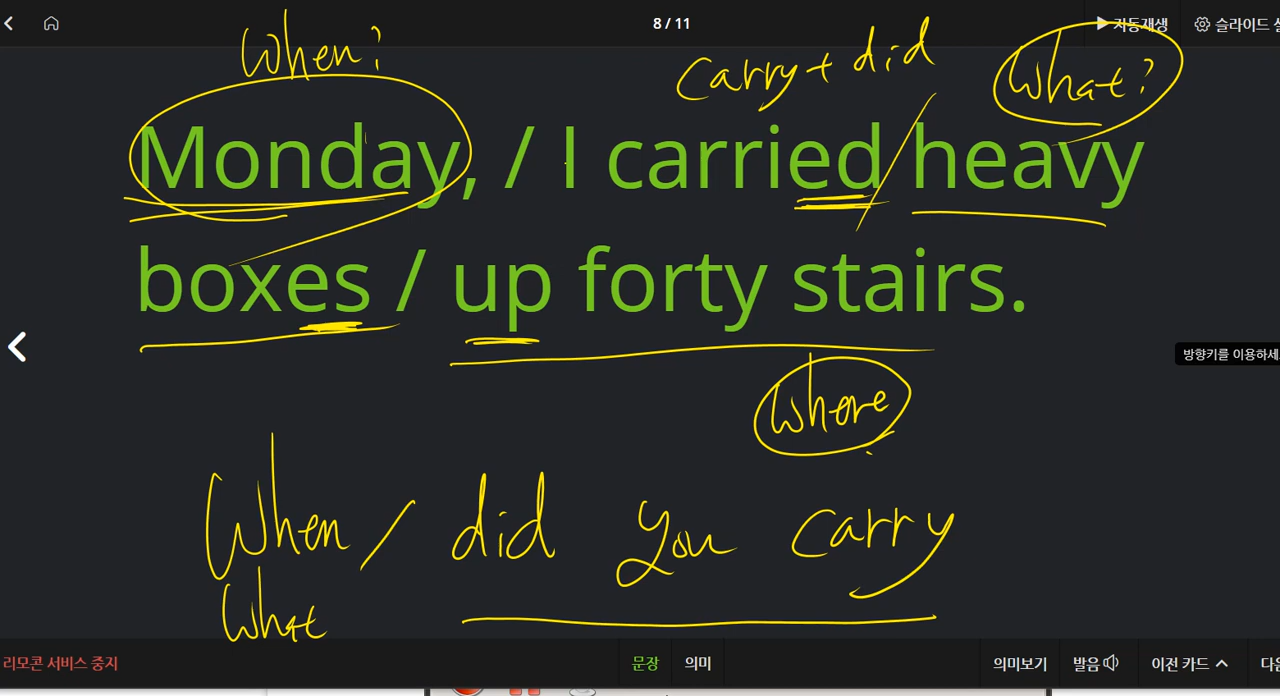 8 / 11
자동재생
슬라이드
When?
carry + did
What?
Monday, / I carried heavy
boxes / up forty stairs.
방향키를 이용하세
where
When / did you carry
What
리모콘 서비스 중지
문장 의미
의미보기 발음 이전 카드